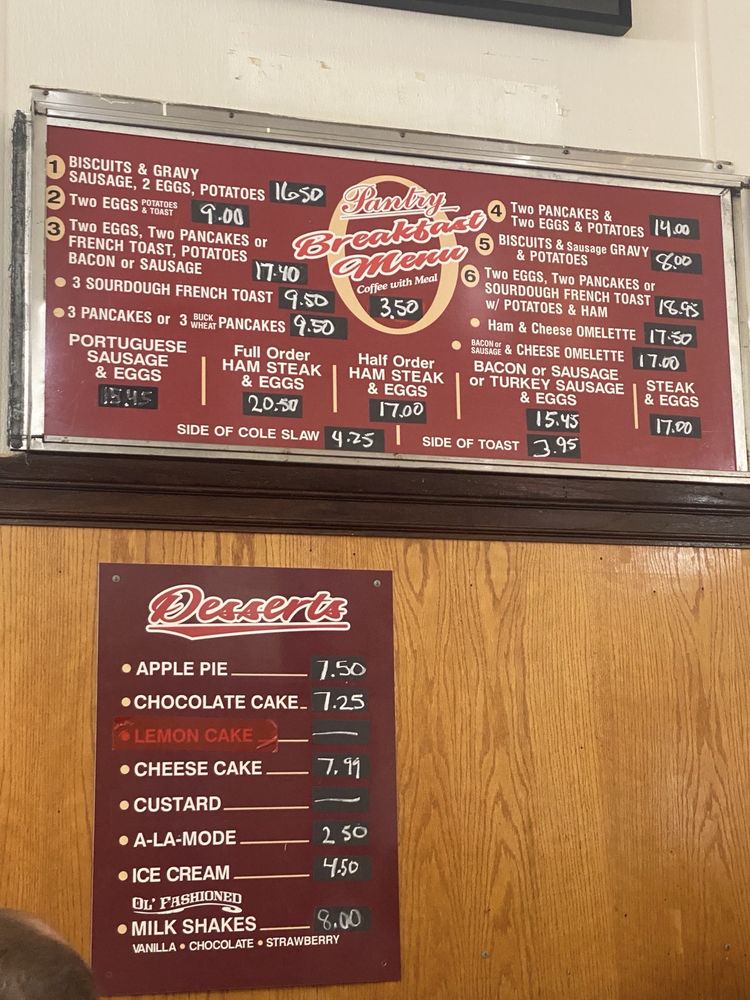 1 BISCUITS & GRAVY
SAUSAGE, 2 EGGS, POTATOES 16.50
2 TWO EGGS POTATOES & TOAST 9.00
3 TWO EGGS, TWO PANCAKES or
FRENCH TOAST, POTATOES
BACON or SAUSAGE 17.40
• 3 SOURDOUGH FRENCH TOAST 9.50
• 3 PANCAKES or 3 BUCK WHEAT PANCAKES 9.50
Pantry
Breakfast
Menu
Coffee with Meal
3.50
4 TWO PANCAKES &
TWO EGGS & POTATOES 14.00
5 BISCUITS & Sausage GRAVY
& POTATOES 8.00
6 TWO EGGS, TWO PANCAKES or
SOURDOUGH FRENCH TOAST
w/ POTATOES & HAM 18.95
• Ham & Cheese OMELETTE 17.50
• BACON or SAUSAGE & CHEESE OMELETTE 17.00
PORTUGUESE
SAUSAGE
& EGGS
15.45
Full Order
HAM STEAK
& EGGS
20.50
Half Order
HAM STEAK
& EGGS
17.00
BACON or SAUSAGE
or TURKEY SAUSAGE
& EGGS
15.45
STEAK
& EGGS
17.00
SIDE OF COLE SLAW 4.25
SIDE OF TOAST 3.95
Desserts
• APPLE PIE 7.50
• CHOCOLATE CAKE 7.25
• LEMON CAKE —
• CHEESE CAKE 7.99
• CUSTARD —
• A-LA-MODE 2.50
• ICE CREAM 4.50
OL' FASHIONED
• MILK SHAKES 8.00
VANILLA • CHOCOLATE • STRAWBERRY